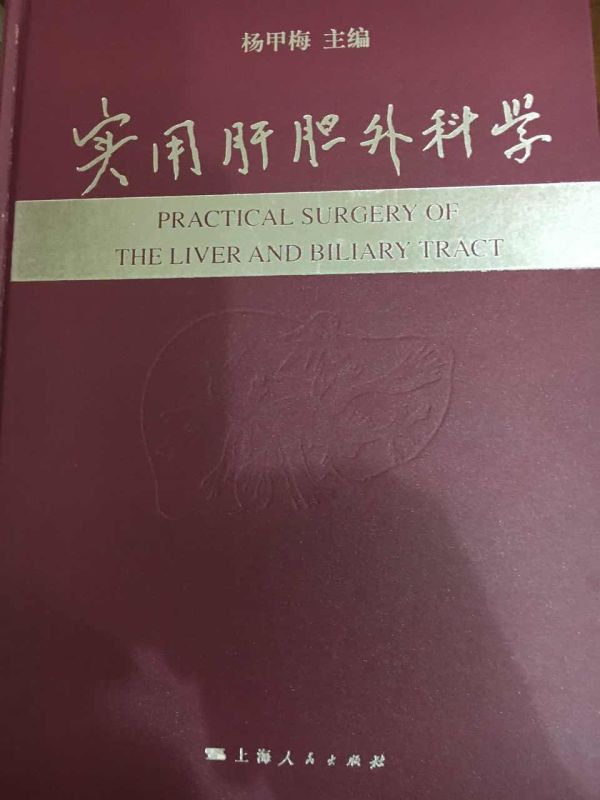 杨甲梅 主编
实用肝胆外科学
PRACTICAL SURGERY OF
THE LIVER AND BILIARY TRACT
上海人民出版社